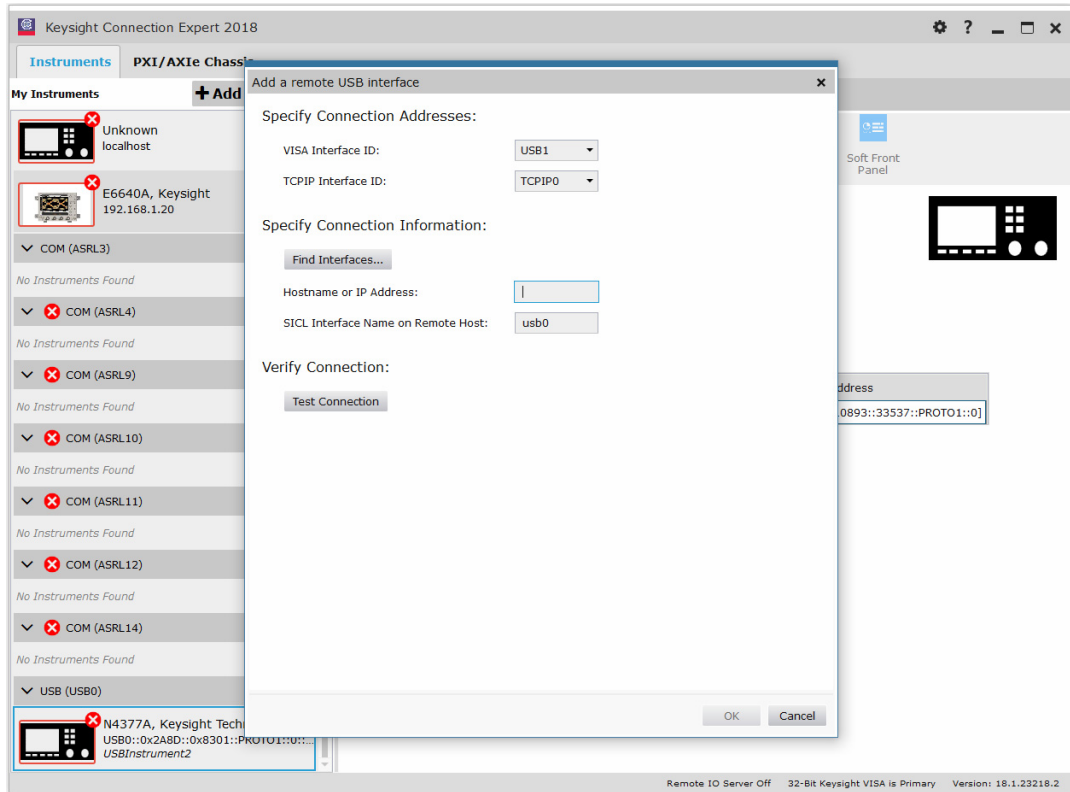 Keysight Connection Expert 2018
Instruments PXI/AXIe Chassis
My Instruments
+ Add
Unknown
localhost
E6640A, Keysight
192.168.1.20
COM (ASRL3)
No Instruments Found
COM (ASRL4)
No Instruments Found
COM (ASRL9)
No Instruments Found
COM (ASRL10)
No Instruments Found
COM (ASRL11)
No Instruments Found
COM (ASRL12)
No Instruments Found
COM (ASRL14)
No Instruments Found
USB (USB0)
N4377A, Keysight Techn
USB0::0x2A8D::0x8301::PROTO1::0::...
USBInstrument2
Add a remote USB interface
Specify Connection Addresses:
VISA Interface ID: USB1
TCPIP Interface ID: TCPIP0
Specify Connection Information:
Find Interfaces...
Hostname or IP Address:
SICL Interface Name on Remote Host: usb0
Verify Connection:
Test Connection
OK Cancel
Soft Front
Panel
ddress
0893::33537::PROTO1::0]
Remote IO Server Off 32-Bit Keysight VISA is Primary Version: 18.1.23218.2